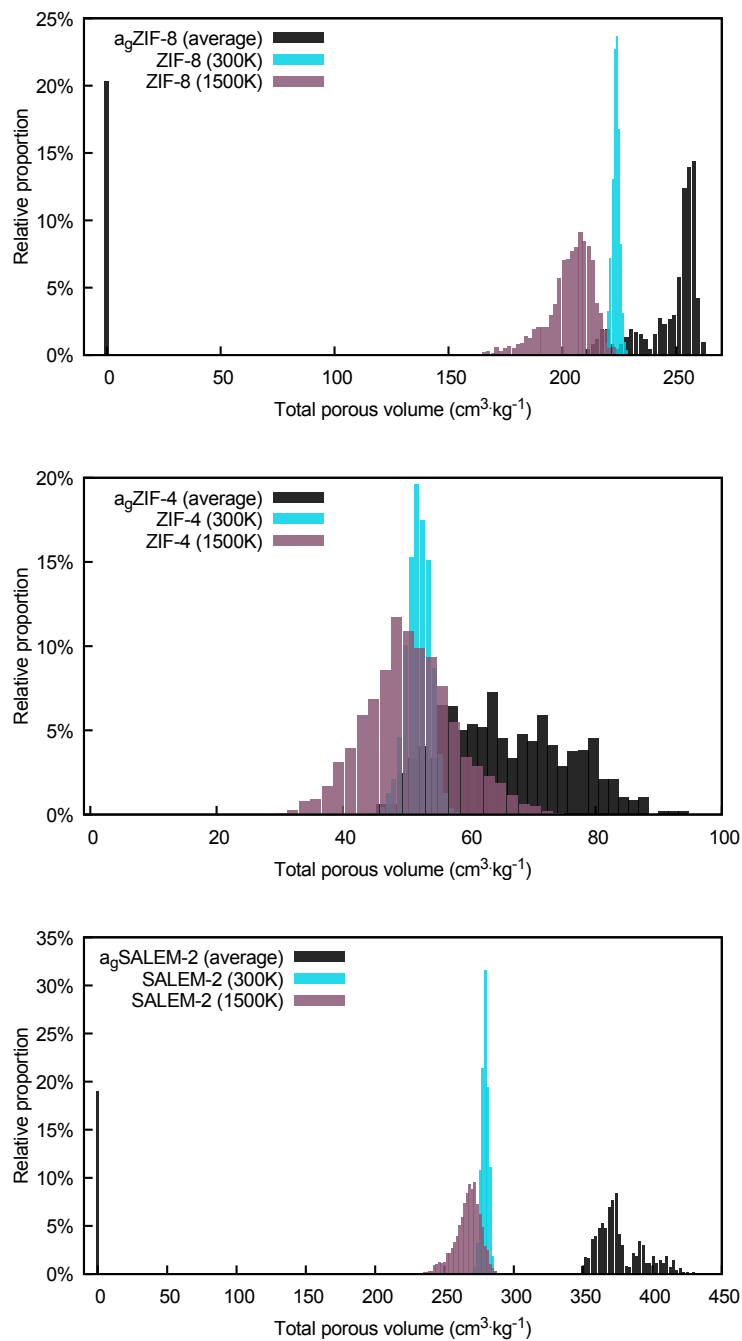 25%
20%
15%
10%
5%
0%
Relative proportion
agZIF-8 (average)
ZIF-8 (300K)
ZIF-8 (1500K)
0 50 100 150 200 250
Total porous volume (cm³·kg⁻¹)
20%
15%
10%
5%
0%
Relative proportion
agZIF-4 (average)
ZIF-4 (300K)
ZIF-4 (1500K)
0 20 40 60 80 100
Total porous volume (cm³·kg⁻¹)
35%
30%
25%
20%
15%
10%
5%
0%
Relative proportion
agSALEM-2 (average)
SALEM-2 (300K)
SALEM-2 (1500K)
0 50 100 150 200 250 300 350 400 450
Total porous volume (cm³·kg⁻¹)